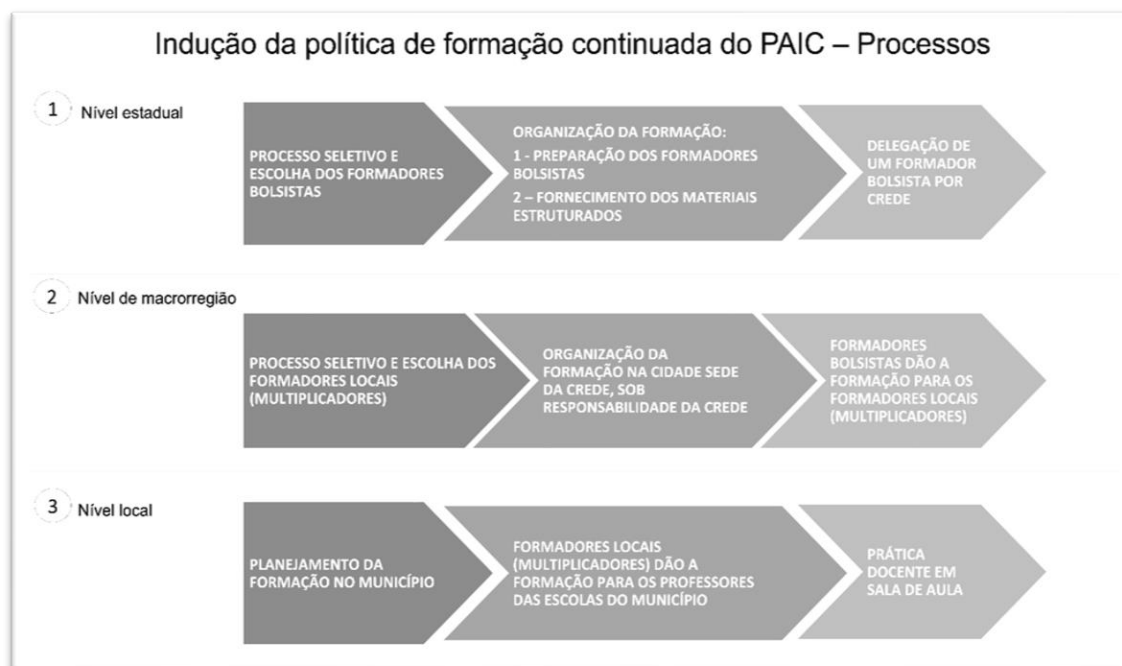 Indução da política de formação continuada do PAIC – Processos
1 Nível estadual
PROCESSO SELETIVO E
ESCOLHA DOS FORMADORES
BOLSISTAS
ORGANIZAÇÃO DA FORMAÇÃO:
1 - PREPARAÇÃO DOS FORMADORES
BOLSISTAS
2 – FORNECIMENTO DOS MATERIAIS
ESTRUTURADOS
DELEGAÇÃO DE
UM FORMADOR
BOLSISTA POR
CREDE
2 Nível de macrorregião
PROCESSO SELETIVO E ESCOLHA DOS
FORMADORES LOCAIS
(MULTIPLICADORES)
ORGANIZAÇÃO DA
FORMAÇÃO NA CIDADE SEDE
DA CREDE, SOB
RESPONSABILIDADE DA CREDE
FORMADORES
BOLSISTAS DÃO A
FORMAÇÃO PARA OS
FORMADORES LOCAIS
(MULTIPLICADORES)
3 Nível local
PLANEJAMENTO DA
FORMAÇÃO NO MUNICÍPIO
FORMADORES LOCAIS
(MULTIPLICADORES) DÃO A
FORMAÇÃO PARA OS PROFESSORES
DAS ESCOLAS DO MUNICÍPIO
PRÁTICA
DOCENTE EM
SALA DE AULA